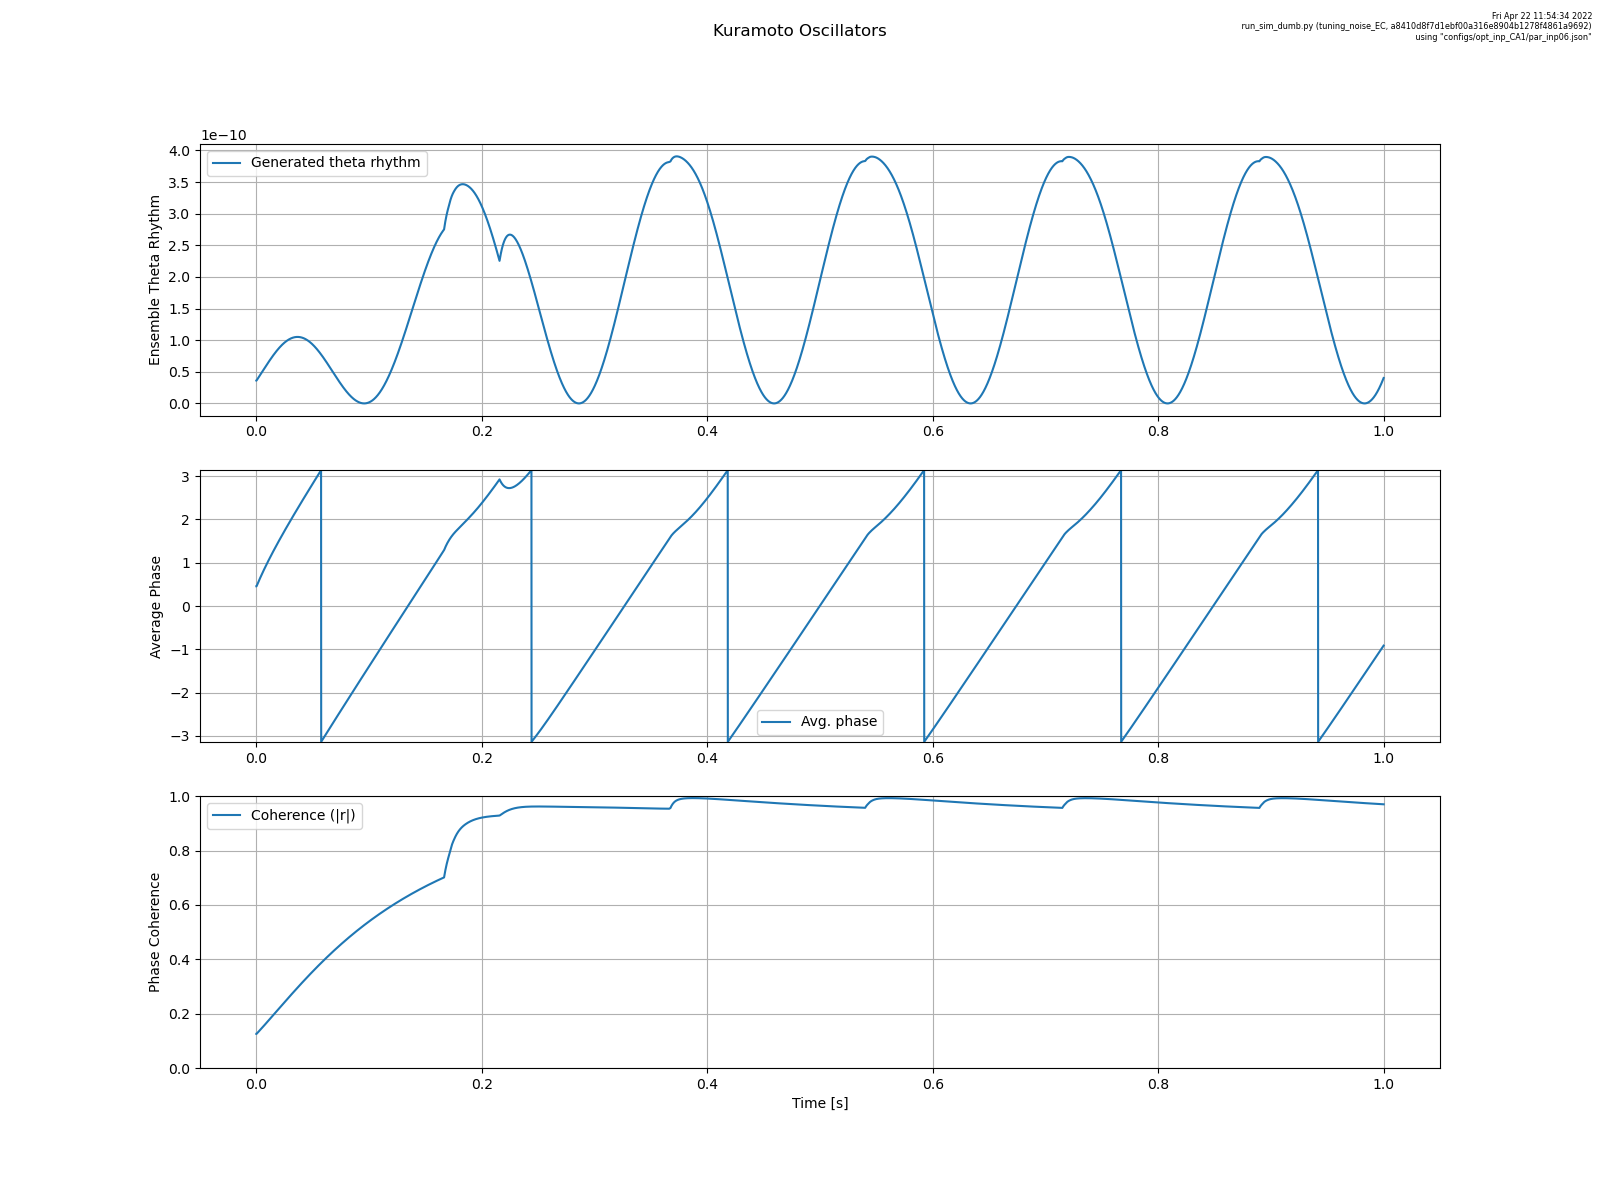 Fri Apr 22 11:54:34 2022
run_sim_dumb.py (tuning_noise_EC, a8410d8f7d1ebf00a316e8904b1278f4861a9692)
using "configs/opt_inp_CA1/par_inp06.json"
Kuramoto Oscillators
1e−10
Generated theta rhythm
Ensemble Theta Rhythm
4.0
3.5
3.0
2.5
2.0
1.5
1.0
0.5
0.0
0.0 0.2 0.4 0.6 0.8 1.0
Average Phase
3
2
1
0
−1
−2
−3
Avg. phase
0.0 0.2 0.4 0.6 0.8 1.0
Coherence (|r|)
Phase Coherence
1.0
0.8
0.6
0.4
0.2
0.0
0.0 0.2 0.4 0.6 0.8 1.0
Time [s]